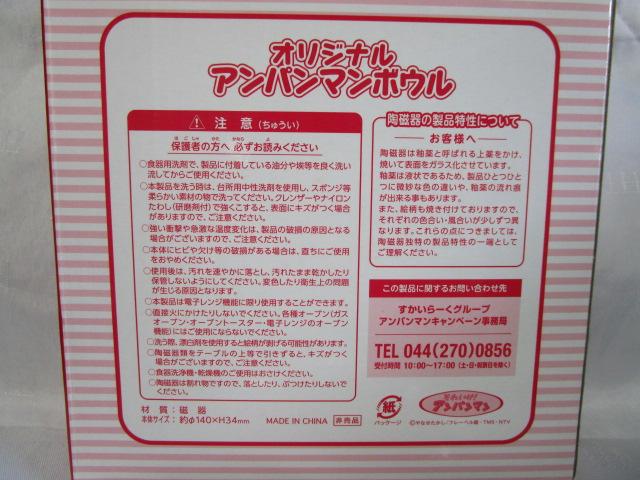 オリジナル
アンパンマンボウル
注 意 (ちゅうい)
保護者の方へ 必ずお読みください
○食器用洗剤で、製品に付着している油分や埃等を良く洗い
流してからご使用ください。
○本製品を洗う時は、台所用中性洗剤を使用し、スポンジ等
柔らかい素材の物で洗ってください。クレンザーやナイロン
たわし(研磨剤付)で強くこすると、表面にキズがつく場合
がありますので、ご注意ください。
○強い衝撃や急激な温度変化は、製品の破損の原因となる
場合がございますので、ご注意ください。
○本体にヒビや欠け等の破損がある場合は、直ちにご使用
をおやめください。
○使用後は、汚れを速やかに落とし、汚れたまま乾かしたり
保管しないようにしてください。変色したり衛生上の問題
が生じる原因となります。
○本製品は電子レンジ機能に限り使用することができます。
○直接火にかけたりしないでください。各種オーブン(ガス
オーブン・オーブントースター・電子レンジのオーブン
機能)にはご使用にならないでください。
○洗う際、漂白剤を使用すると絵柄が剥げる可能性があります。
○陶磁器類をテーブルの上等で引きずると、キズがつく
場合がございますので、ご注意ください。
○食器洗浄機・乾燥機のご使用はおさけください。
○陶磁器は割れ物ですので、落としたり、ぶつけたりしないでください。
材 質：磁 器
本体サイズ：約φ140×H34mm MADE IN CHINA 非売品
陶磁器の製品特性について
お客様へ
陶磁器は釉薬と呼ばれる上薬をかけ、
焼いて表面をガラス化させています。
釉薬は液状であるため、製品ひとつひと
つに微妙な色の違いや、釉薬の流れ痕
が出来る事もあります。
また、絵柄も焼き付けておりますので、
それぞれの色合い・風合いが少しずつ異
なります。これらの点につきましては、
陶磁器独特の製品特性の一端として
ご理解ください。
この製品に関するお問い合わせ先
すかいらーくグループ
アンパンマンキャンペーン事務局
TEL 044(270)0856
受付時間 10:00〜17:00 (土・日・祝祭日を除く)
紙
パッケージ
それいけ!
アンパンマン
©やなせたかし/フレーベル館・TMS・NTV